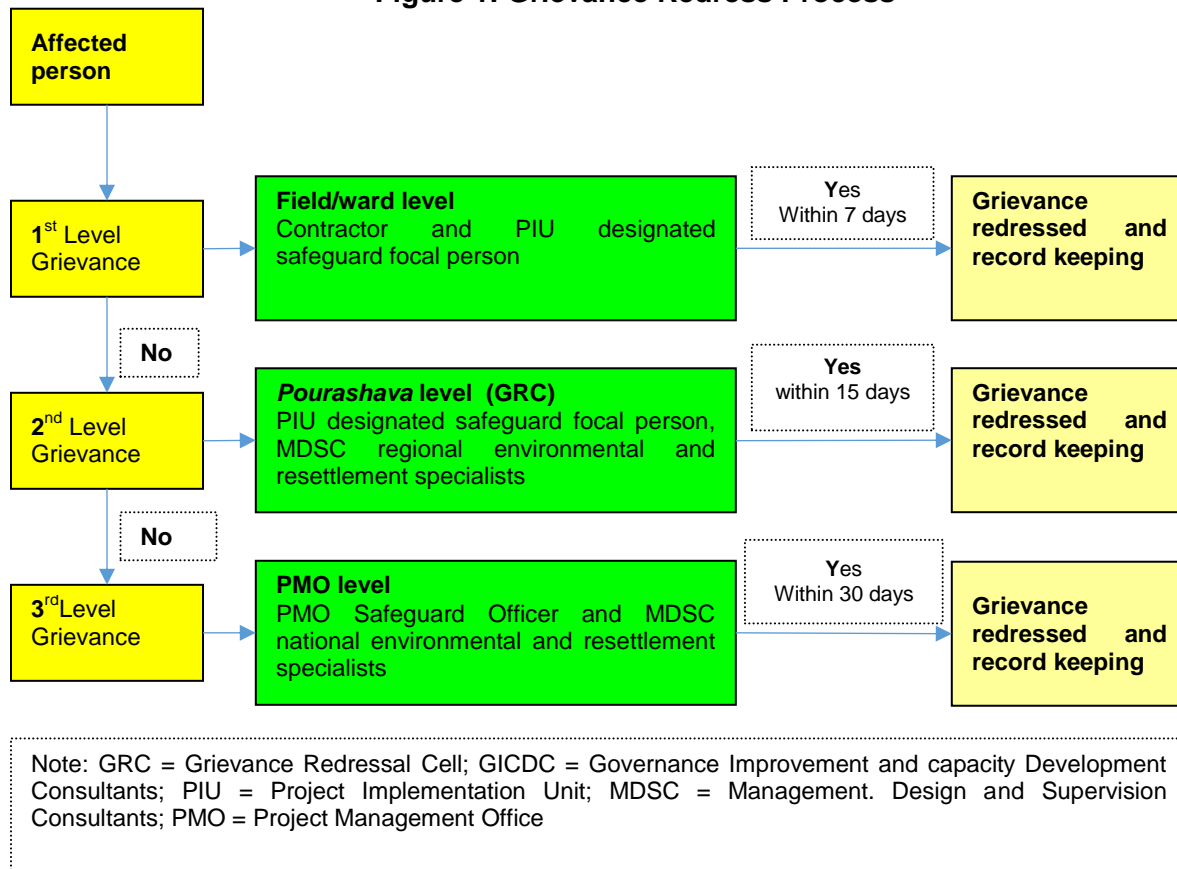 Figure 1: Grievance Redress Process
Affected
person
1st Level
Grievance
Field/ward level
Contractor and PIU designated
safeguard focal person
Yes
Within 7 days
Grievance
redressed and
record keeping
No
2nd Level
Grievance
Pourashava level (GRC)
PIU designated safeguard focal person,
MDSC regional environmental and
resettlement specialists
Yes
within 15 days
Grievance
redressed and
record keeping
No
3rdLevel
Grievance
PMO level
PMO Safeguard Officer and MDSC
national environmental and resettlement
specialists
Yes
Within 30 days
Grievance
redressed and
record keeping
Note: GRC = Grievance Redressal Cell; GICDC = Governance Improvement and capacity Development
Consultants; PIU = Project Implementation Unit; MDSC = Management. Design and Supervision
Consultants; PMO = Project Management Office